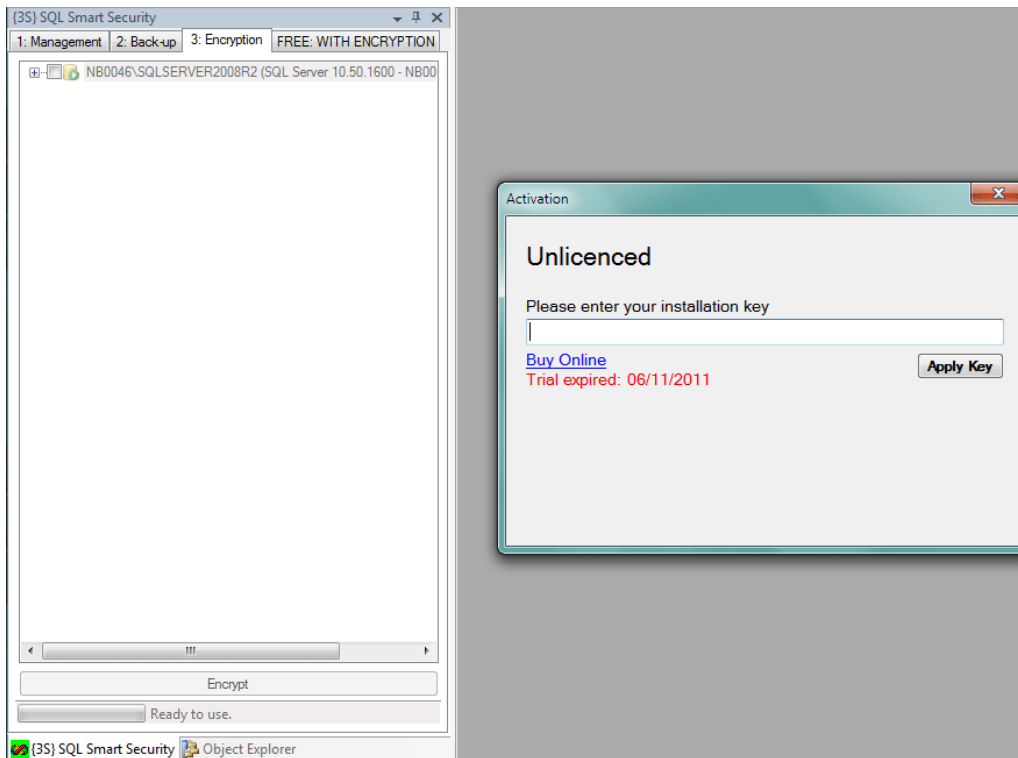 {3S} SQL Smart Security
1: Management 2: Back-up 3: Encryption FREE: WITH ENCRYPTION
NB0046\SQLSERVER2008R2 (SQL Server 10.50.1600 - NB00
Encrypt
Ready to use.
{3S} SQL Smart Security Object Explorer
Activation
Unlicenced
Please enter your installation key
Buy Online
Apply Key
Trial expired: 06/11/2011